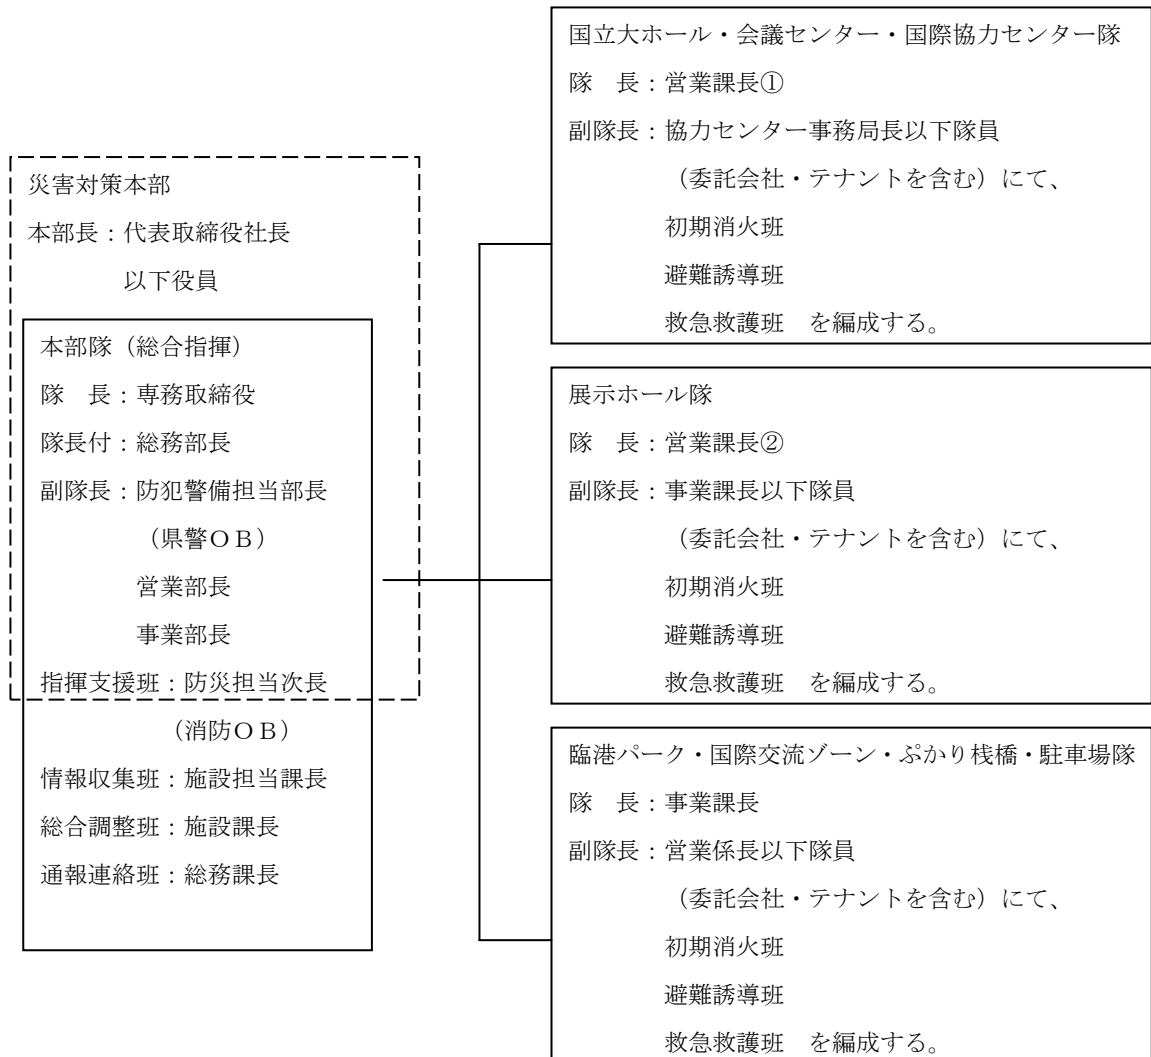 災害対策本部
本部長：代表取締役社長
以下役員
本部隊（総合指揮）
隊　長：専務取締役
隊長付：総務部長
副隊長：防犯警備担当部長
（県警ＯＢ）
営業部長
事業部長
指揮支援班：防災担当次長
（消防ＯＢ）
情報収集班：施設担当課長
総合調整班：施設課長
通報連絡班：総務課長
国立大ホール・会議センター・国際協力センター隊
隊　長：営業課長①
副隊長：協力センター事務局長以下隊員
（委託会社・テナントを含む）にて、
初期消火班
避難誘導班
救急救護班　を編成する。
展示ホール隊
隊　長：営業課長②
副隊長：事業課長以下隊員
（委託会社・テナントを含む）にて、
初期消火班
避難誘導班
救急救護班　を編成する。
臨港パーク・国際交流ゾーン・ぷかり桟橋・駐車場隊
隊　長：事業課長
副隊長：営業係長以下隊員
（委託会社・テナントを含む）にて、
初期消火班
避難誘導班
救急救護班　を編成する。